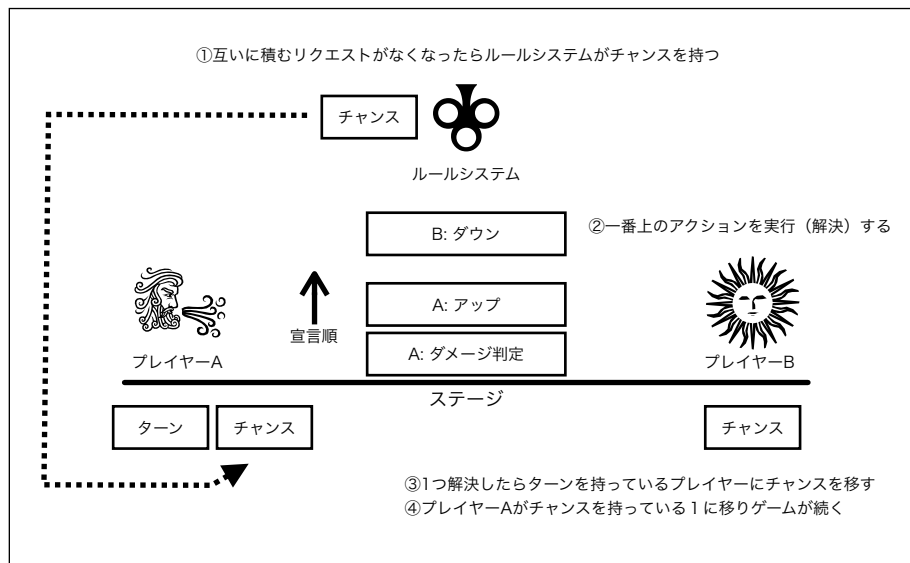 ①互いに積むリクエストがなくなったらルールシステムがチャンスを持つ
チャンス
ルールシステム
B: ダウン
②一番上のアクションを実行（解決）する
A: アップ
宣言順
A: ダメージ判定
プレイヤーA
プレイヤーB
ステージ
ターン
チャンス
チャンス
③1つ解決したらターンを持っているプレイヤーにチャンスを移す
④プレイヤーAがチャンスを持っている１に移りゲームが続く